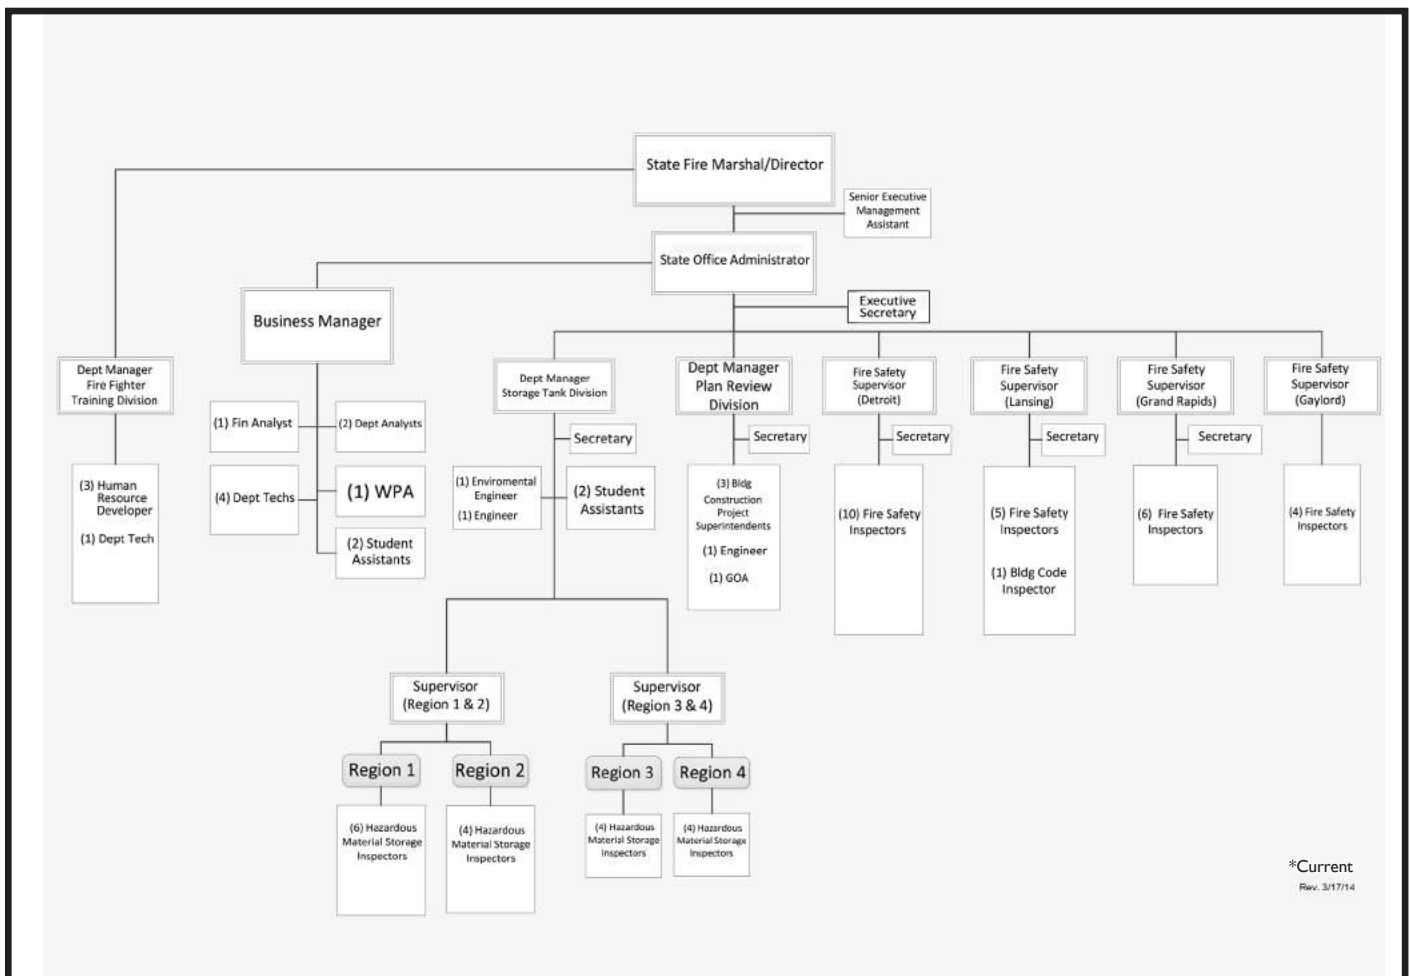 State Fire Marshal/Director
Senior Executive
Management
Assistant
State Office Administrator
Executive
Secretary
Business Manager
Dept Manager
Fire Fighter
Training Division
Dept Manager
Storage Tank Division
Dept Manager
Plan Review
Division
Fire Safety
Supervisor
(Detroit)
Fire Safety
Supervisor
(Lansing)
Fire Safety
Supervisor
(Grand Rapids)
Fire Safety
Supervisor
(Gaylord)
(1) Fin Analyst
(2) Dept Analysts
Secretary
Secretary
Secretary
Secretary
Secretary
(3) Human
Resource
Developer
(1) Dept Tech
(4) Dept Techs
(1) WPA
(2) Student
Assistants
(1) Enviromental
Engineer
(1) Engineer
(2) Student
Assistants
(3) Bldg
Construction
Project
Superintendents
(1) Engineer
(1) GOA
(10) Fire Safety
Inspectors
(5) Fire Safety
Inspectors
(1) Bldg Code
Inspector
(6) Fire Safety
Inspectors
(4) Fire Safety
Inspectors
Supervisor
(Region 1 & 2)
Supervisor
(Region 3 & 4)
Region 1
Region 2
Region 3
Region 4
(6) Hazardous
Material Storage
Inspectors
(4) Hazardous
Material Storage
Inspectors
(4) Hazardous
Material Storage
Inspectors
(4) Hazardous
Material Storage
Inspectors
*Current
Rev. 3/17/14